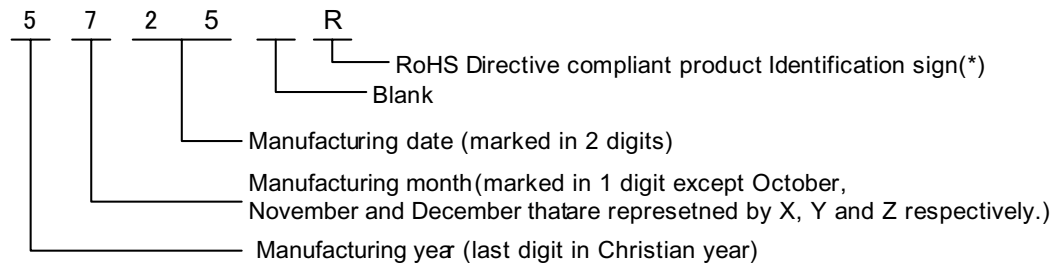 5 7 2 5 R
RoHS Directive compliant product Identification sign(*)
Blank
Manufacturing date (marked in 2 digits)
Manufacturing month(marked in 1 digit except October,
November and December thatare represetned by X, Y and Z respectively.)
Manufacturing year (last digit in Christian year)